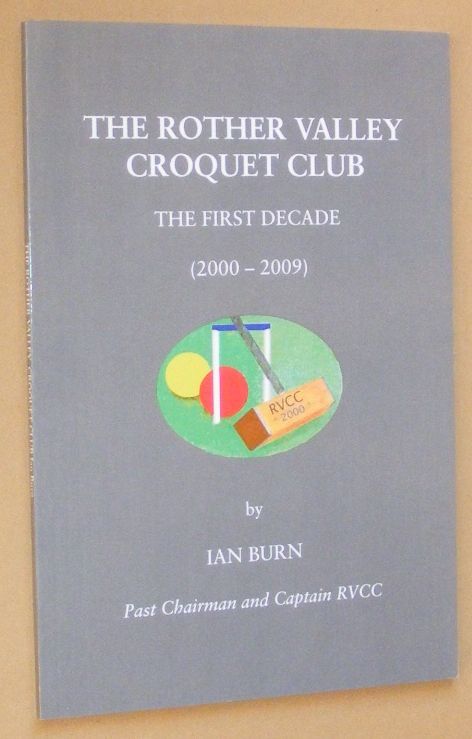 THE ROTHER VALLEY
CROQUET CLUB
THE FIRST DECADE
(2000 – 2009)
RVCC
2000
by
IAN BURN
Past Chairman and Captain RVCC